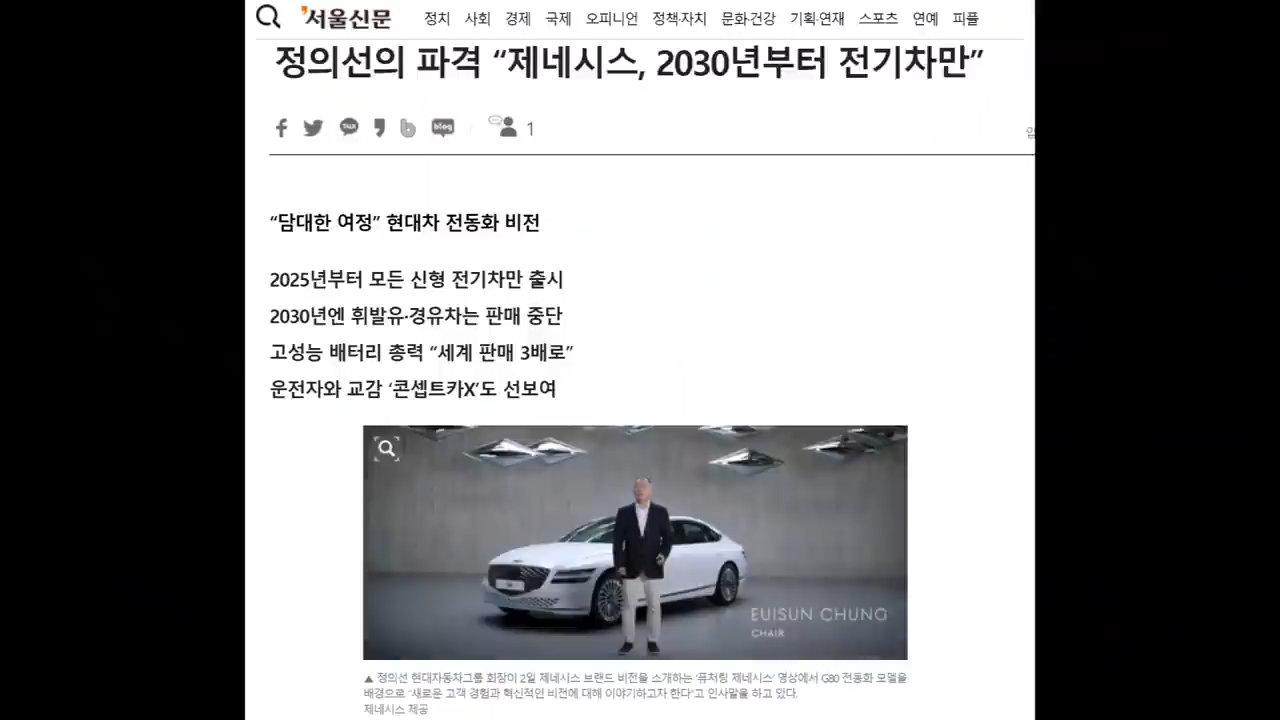 서울신문
정치 사회 경제 국제 오피니언 정책·자치 문화·건강 기획·연재 스포츠 연예 피플
정의선의 파격 “제네시스, 2030년부터 전기차만”
TALK
blog
1
“담대한 여정” 현대차 전동화 비전
2025년부터 모든 신형 전기차만 출시
2030년엔 휘발유·경유차는 판매 중단
고성능 배터리 총력 “세계 판매 3배로”
운전자와 교감 ‘콘셉트카X’도 선보여
EUISUN CHUNG
CHAIR
▲ 정의선 현대자동차그룹 회장이 2일 제네시스 브랜드 비전을 소개하는 ‘퓨처링 제네시스’ 영상에서 G80 전동화 모델을
배경으로 “새로운 고객 경험과 혁신적인 비전에 대해 이야기하고자 한다”고 인사말을 하고 있다.
제네시스 제공